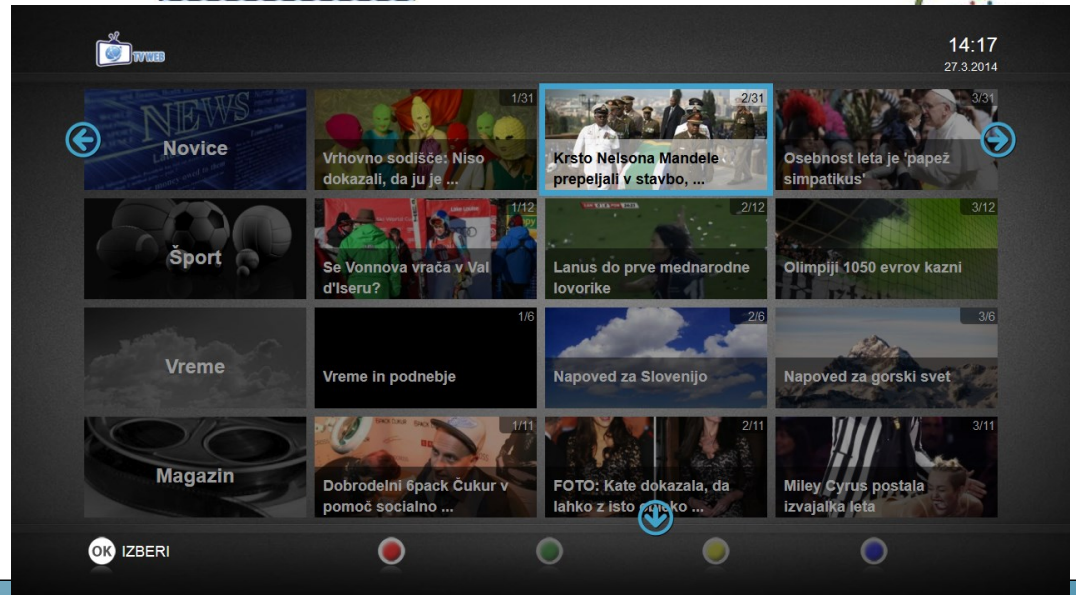 TV WEB
14:17
27.3.2014
NEWS
Novice
1/31
Vrhovno sodišče: Niso
dokazali, da ju je ...
2/31
Krsto Nelsona Mandele
prepeljali v stavbo, ...
3/31
Osebnost leta je 'papež
simpatikus'
Šport
1/12
Se Vonnova vrača v Val
d'Iseru?
2/12
Lanus do prve mednarodne
lovorike
3/12
Olimpiji 1050 evrov kazni
Vreme
1/6
Vreme in podnebje
2/6
Napoved za Slovenijo
3/6
Napoved za gorski svet
Magazin
1/11
Dobrodelni 6pack Čukur v
pomoč socialno ...
2/11
FOTO: Kate dokazala, da
lahko z isto ...
3/11
Miley Cyrus postala
izvajalka leta
OK IZBERI